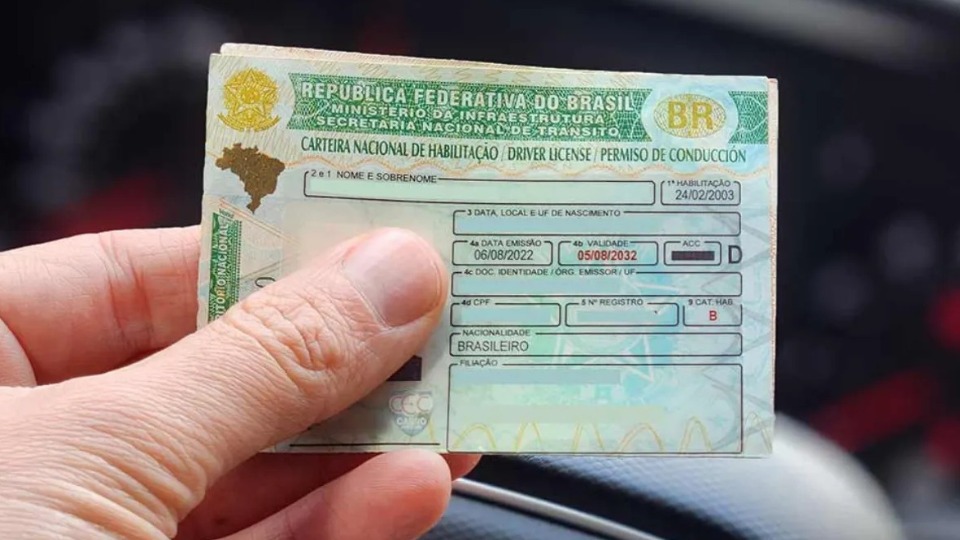 REPÚBLICA FEDERATIVA DO BRASIL
MINISTÉRIO DA INFRAESTRUTURA
SECRETARIA NACIONAL DE TRÂNSITO
BR
CARTEIRA NACIONAL DE HABILITAÇÃO / DRIVER LICENSE / PERMISO DE CONDUCCIÓN
2 e 1 NOME E SOBRENOME
1ª HABILITAÇÃO
24/02/2003
3 DATA, LOCAL E UF DE NASCIMENTO
4a DATA EMISSÃO
06/08/2022
4b VALIDADE
05/08/2032
ACC
D
4c DOC. IDENTIDADE / ÓRG. EMISSOR / UF
4d CPF
5 Nº REGISTRO
9 CAT. HAB.
B
NACIONALIDADE
BRASILEIRO
FILIAÇÃO
TÓRIO NACIONAL